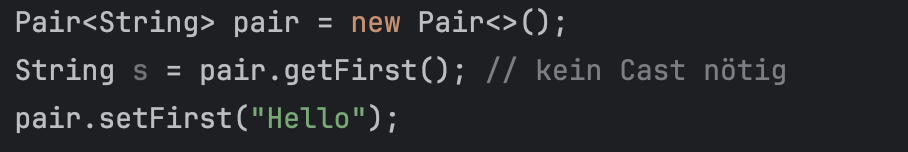 Pair<String> pair = new Pair<>();
String s = pair.getFirst(); // kein Cast nötig
pair.setFirst("Hello");